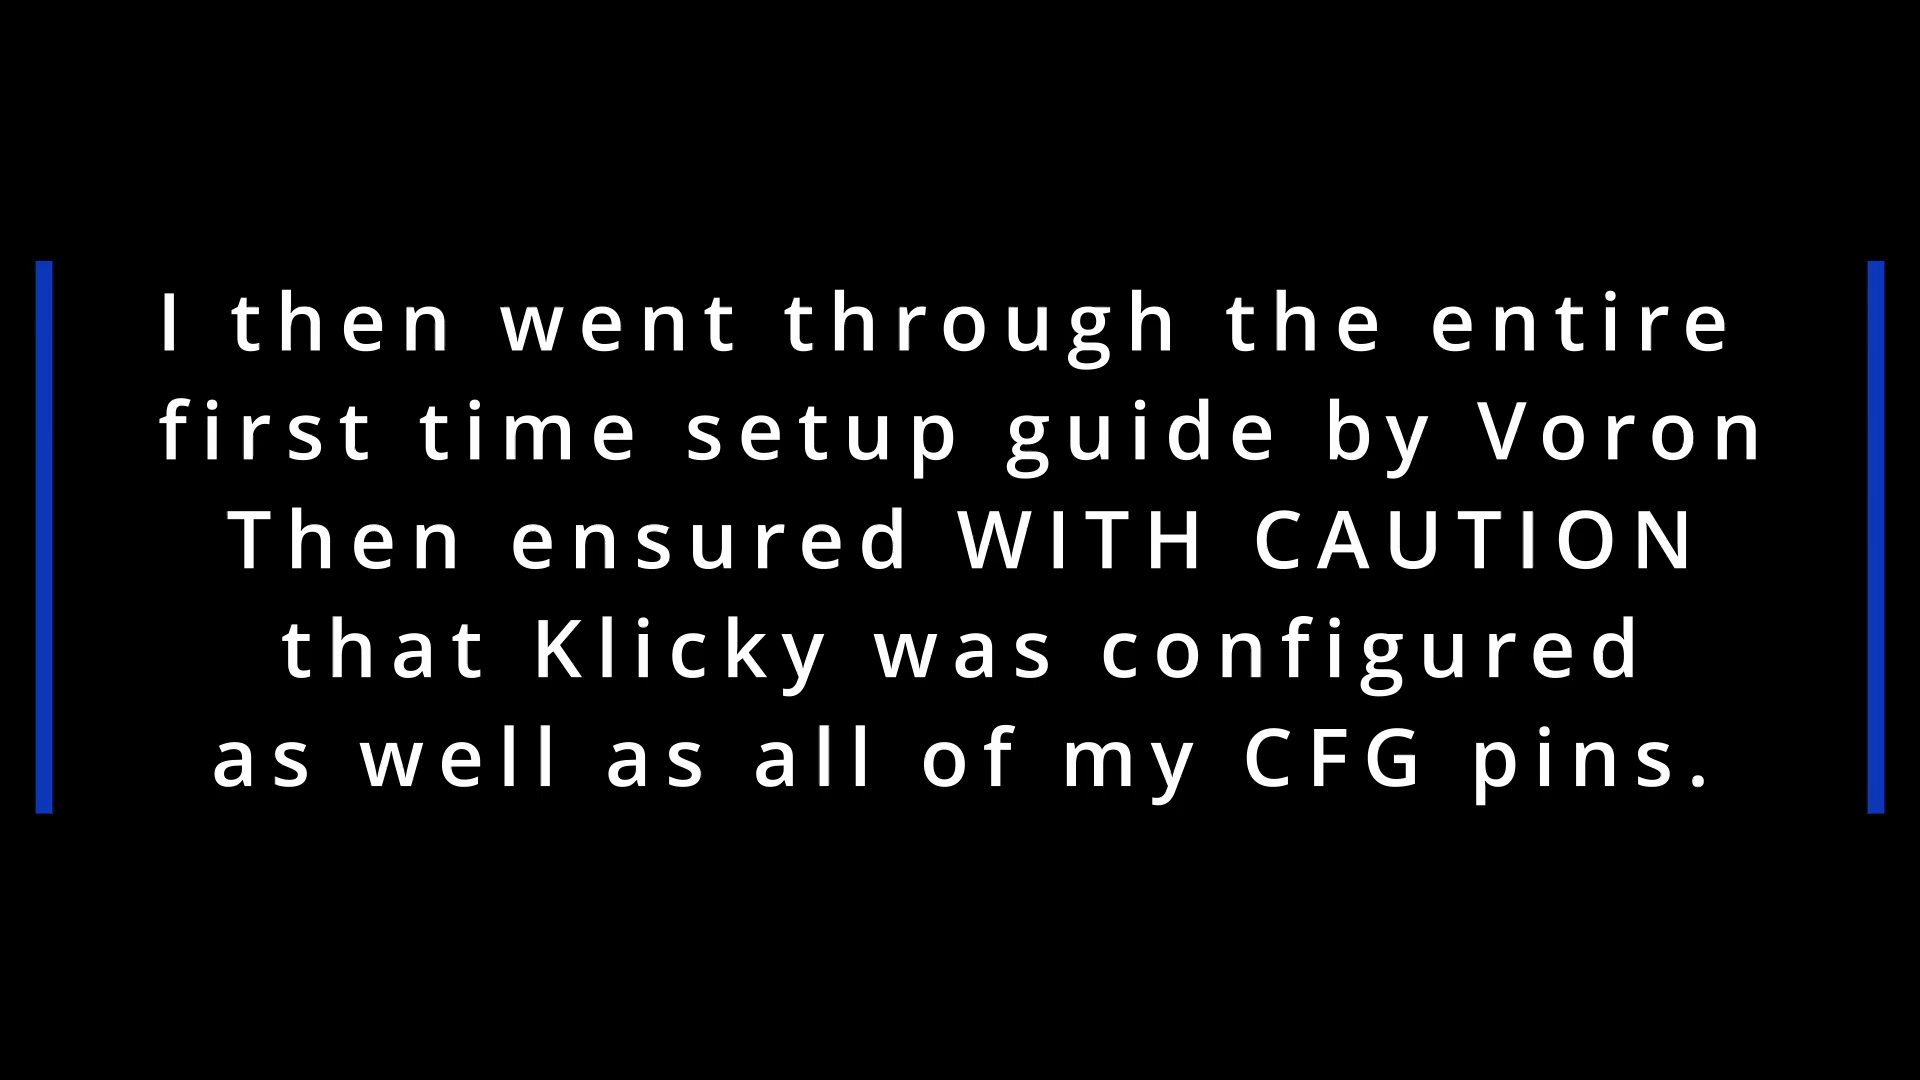 I then went through the entire
first time setup guide by Voron
Then ensured WITH CAUTION
that Klicky was configured
as well as all of my CFG pins.